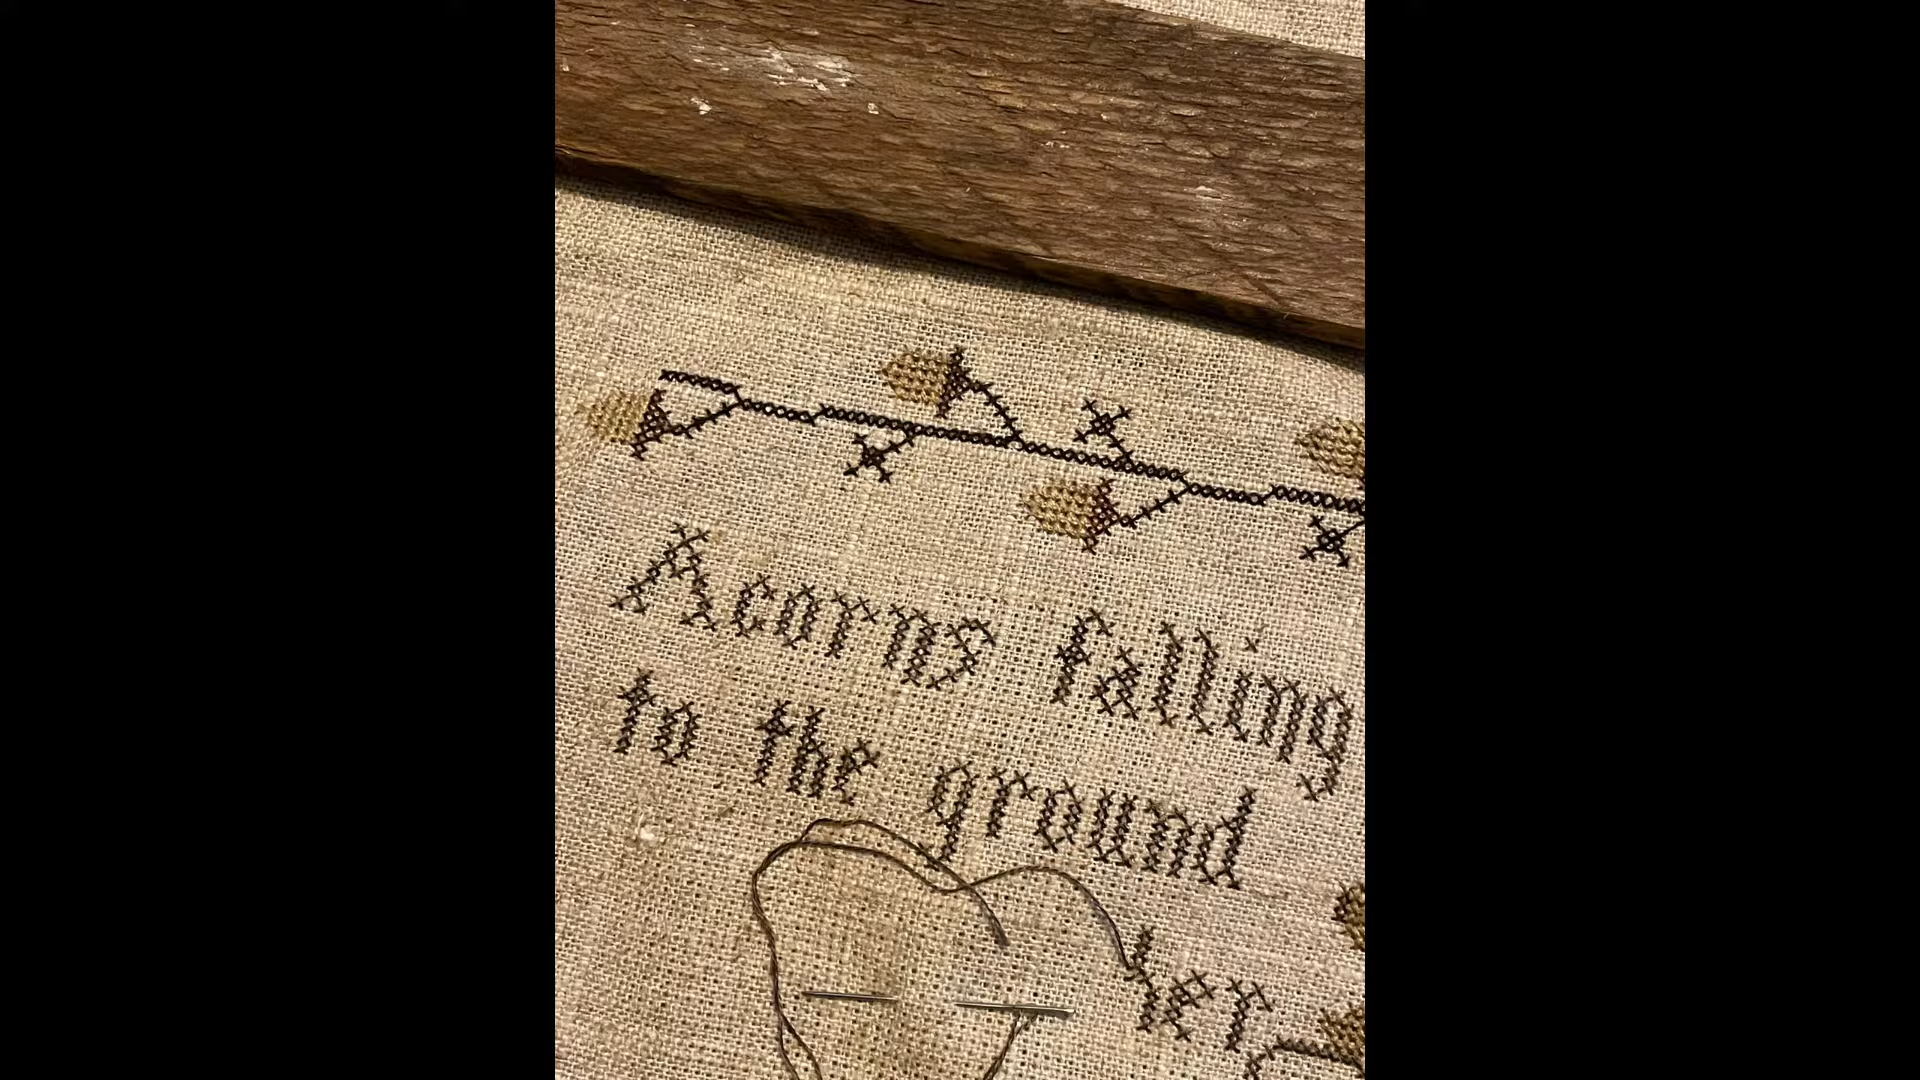 Acorns falling
to the ground